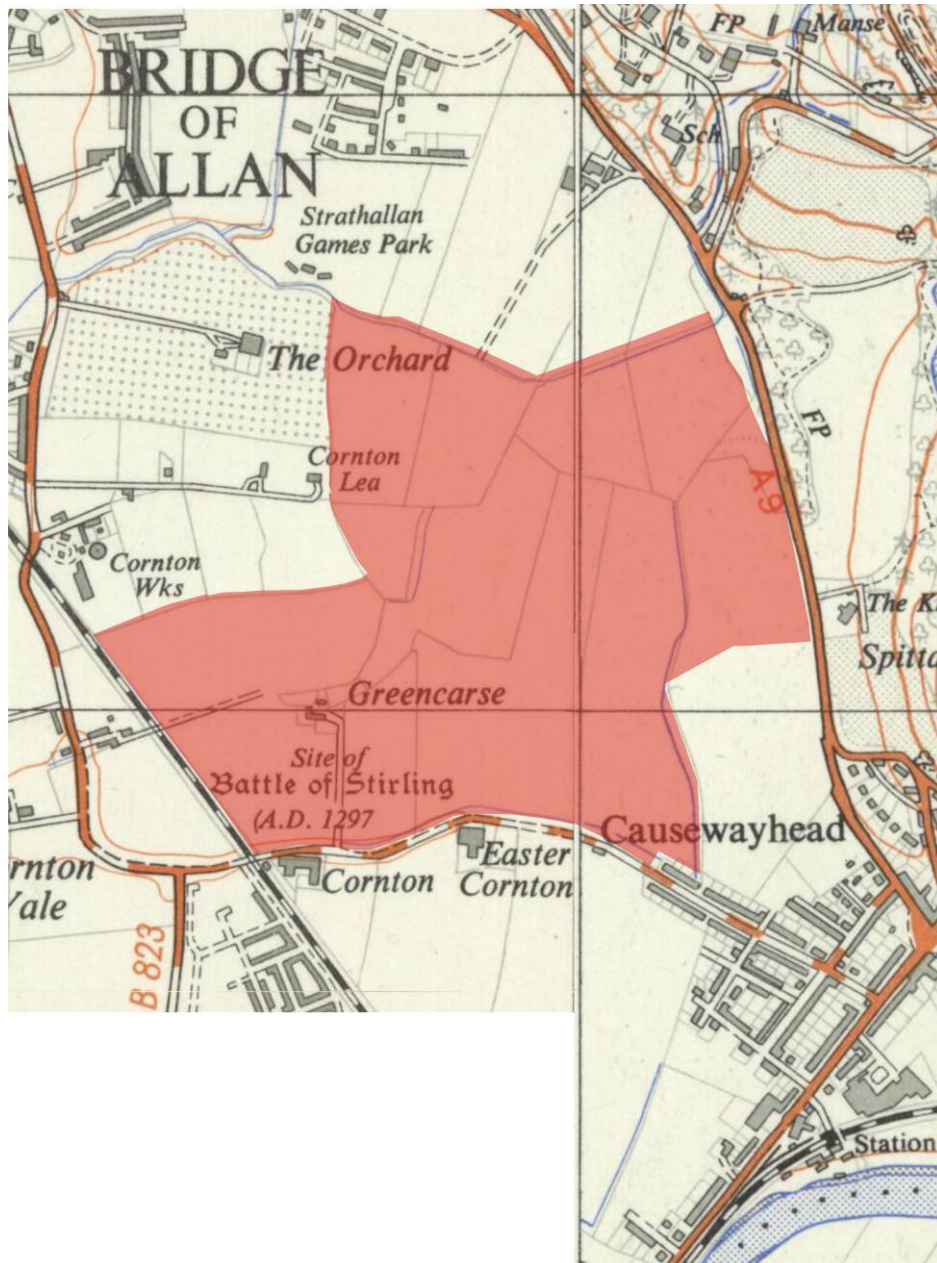 BRIDGE
OF
ALLAN
FP
Manse
Sch
Strathallan
Games Park
The Orchard
Cornton
Lea
FP
A9
Cornton
Wks
The K
Spitta
Greencarse
Site of
Battle of Stirling
(A.D. 1297
Causewayhead
Easter
Cornton
Cornton
rnton
Vale
B 823
Station